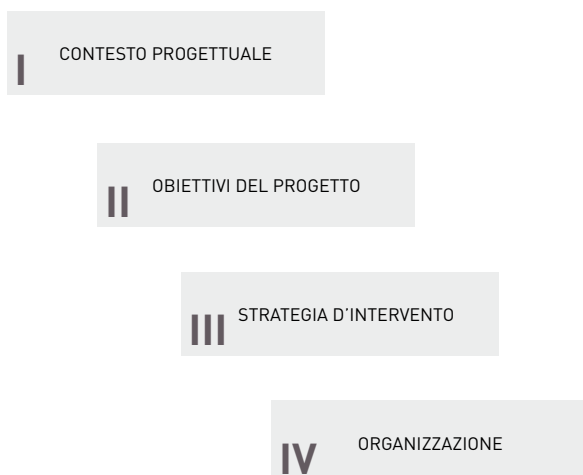 I CONTESTO PROGETTUALE
II OBIETTIVI DEL PROGETTO
III STRATEGIA D'INTERVENTO
IV ORGANIZZAZIONE